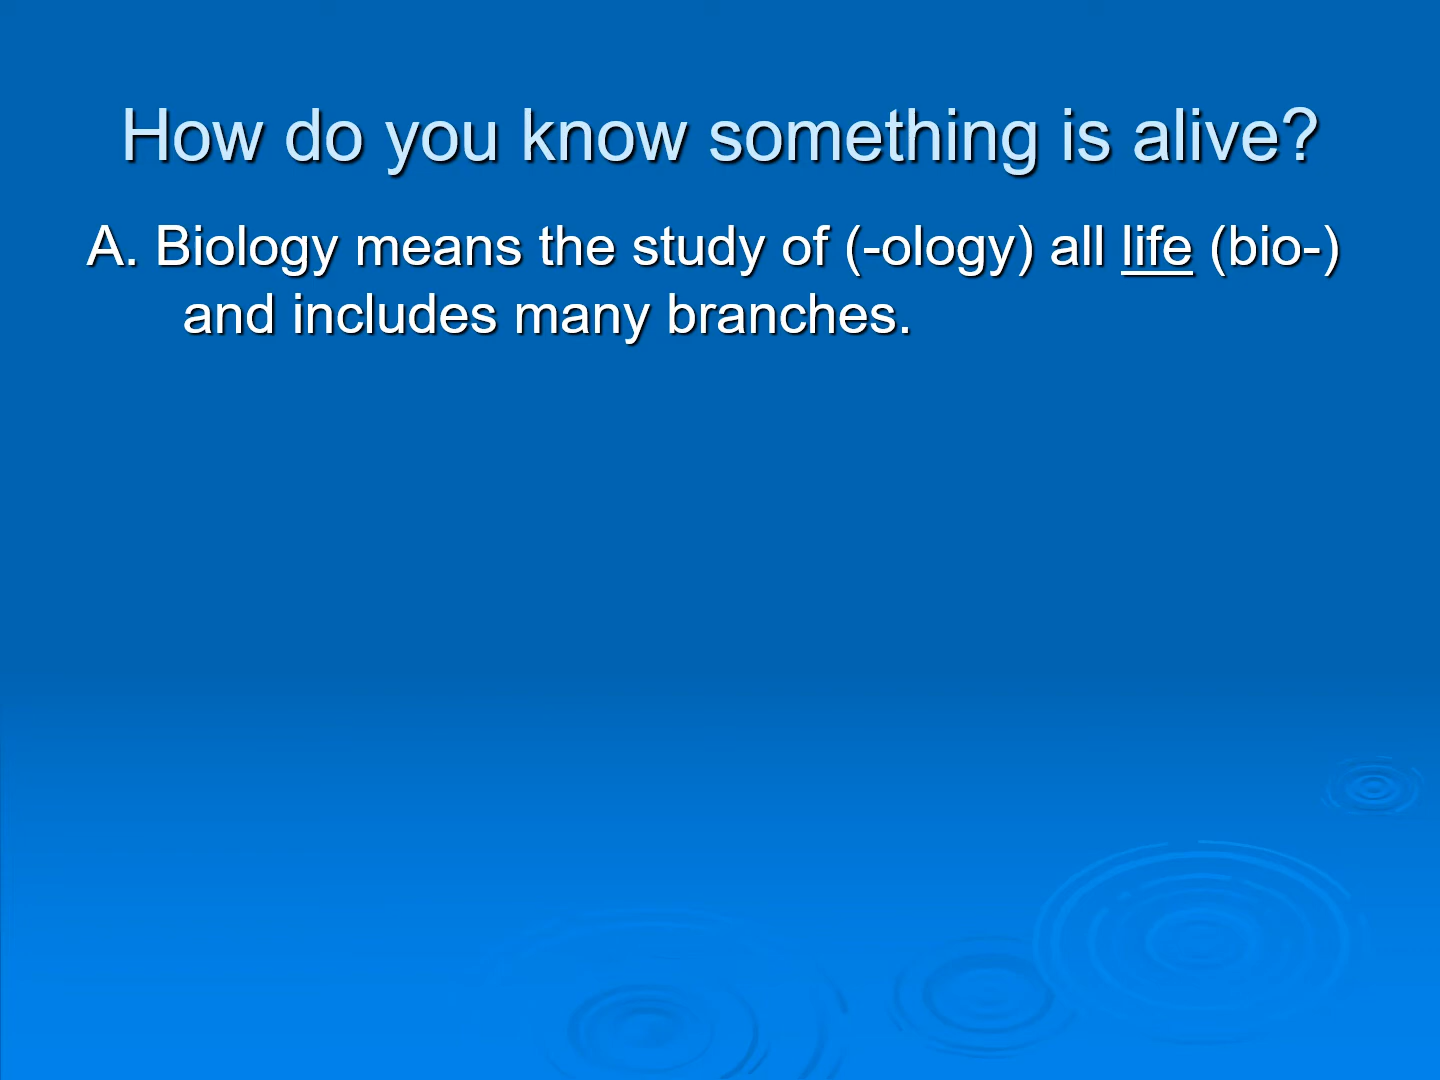 How do you know something is alive?
A. Biology means the study of (-ology) all life (bio-)
and includes many branches.